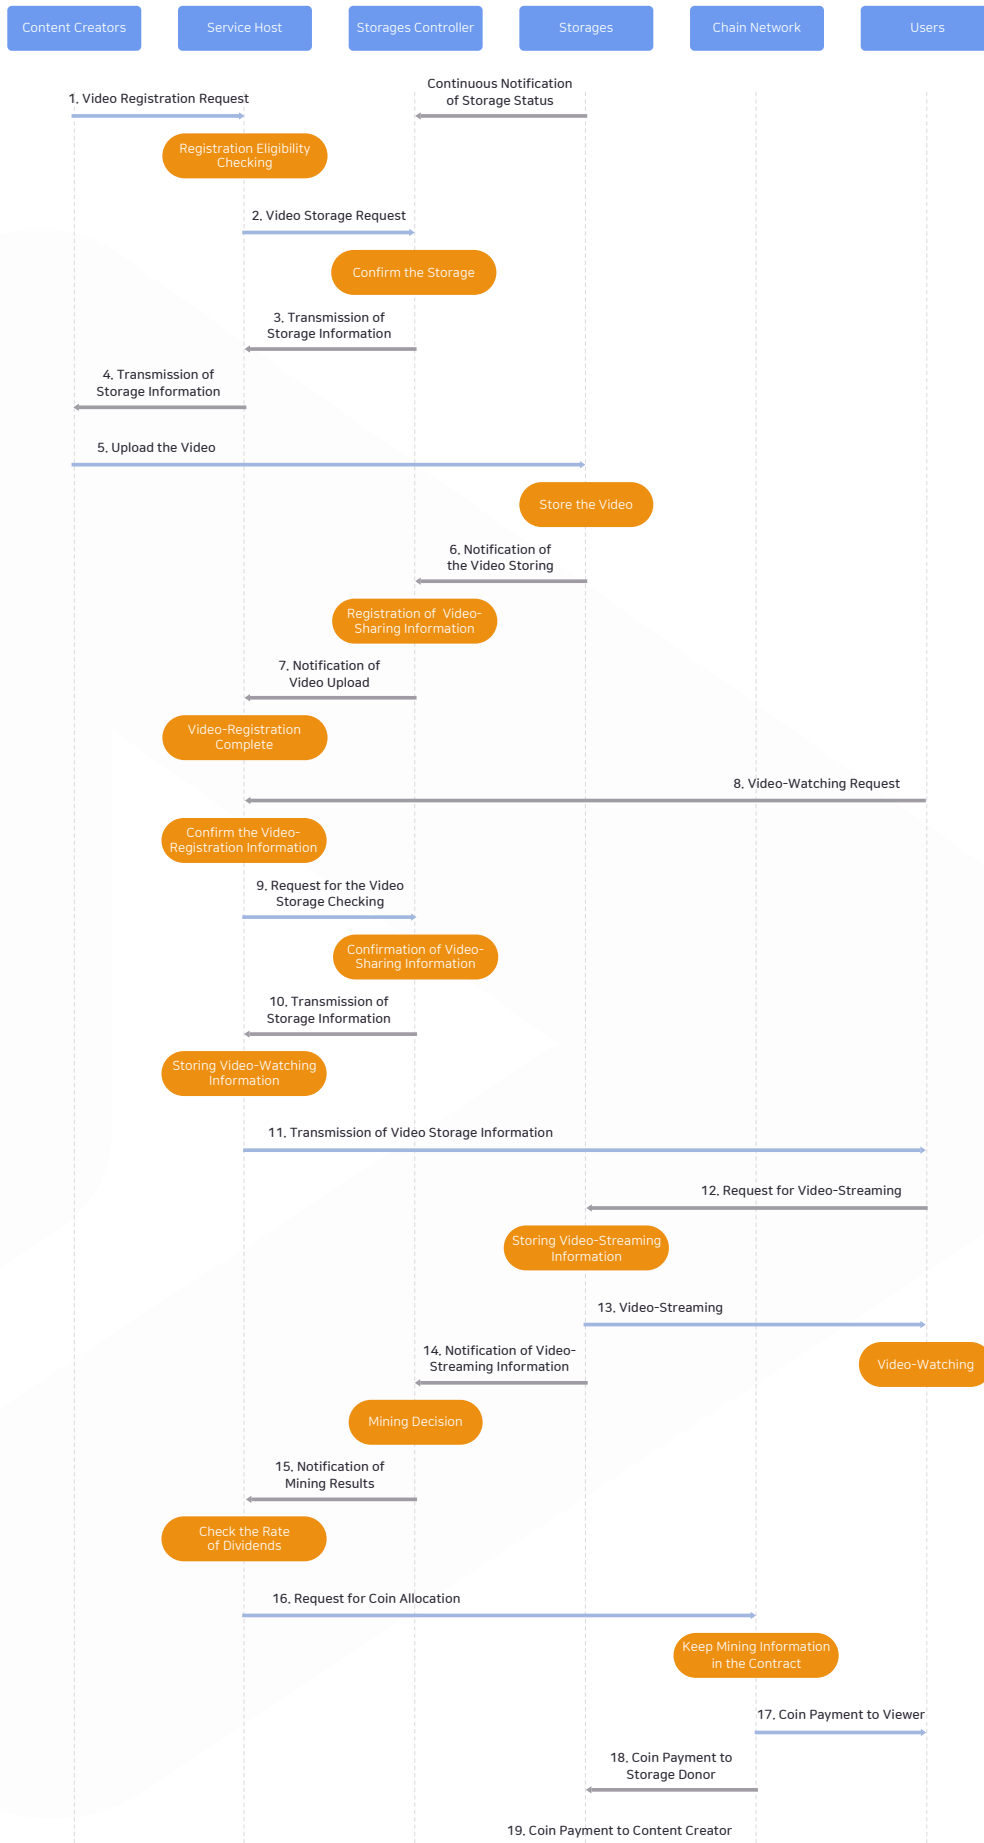 Content Creators
Service Host
Storages Controller
Storages
Chain Network
Users
Continuous Notification
of Storage Status
1. Video Registration Request
Registration Eligibility
Checking
2. Video Storage Request
Confirm the Storage
3. Transmission of
Storage Information
4. Transmission of
Storage Information
5. Upload the Video
Store the Video
6. Notification of
the Video Storing
Registration of Video-
Sharing Information
7. Notification of
Video Upload
Video-Registration
Complete
8. Video-Watching Request
Confirm the Video-
Registration Information
9. Request for the Video
Storage Checking
Confirmation of Video-
Sharing Information
10. Transmission of
Storage Information
Storing Video-Watching
Information
11. Transmission of Video Storage Information
12. Request for Video-Streaming
Storing Video-Streaming
Information
13. Video-Streaming
14. Notification of Video-
Streaming Information
Video-Watching
Mining Decision
15. Notification of
Mining Results
Check the Rate
of Dividends
16. Request for Coin Allocation
Keep Mining Information
in the Contract
17. Coin Payment to Viewer
18. Coin Payment to
Storage Donor
19. Coin Payment to Content Creator